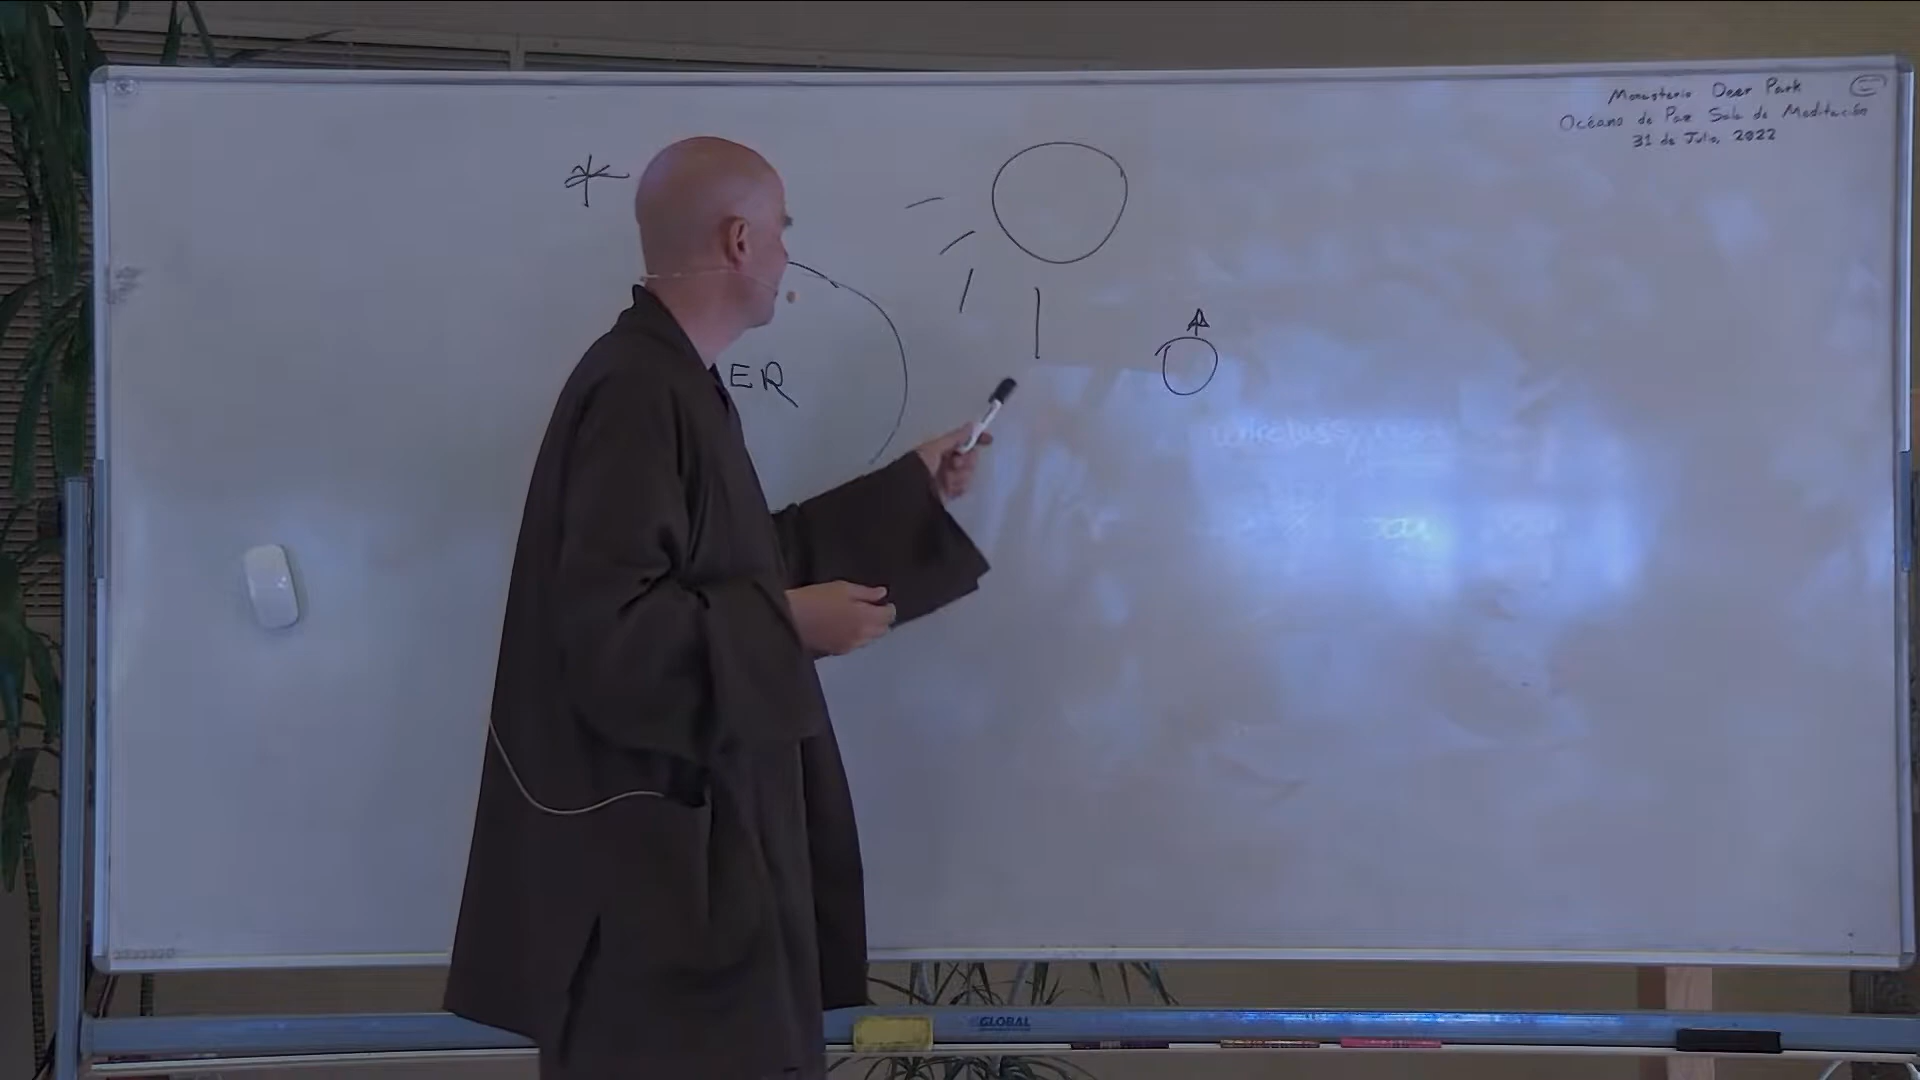 Monasterio Deer Park
Océano de Paz Sala de Meditación
31 de Julio, 2022
ER
GLOBAL